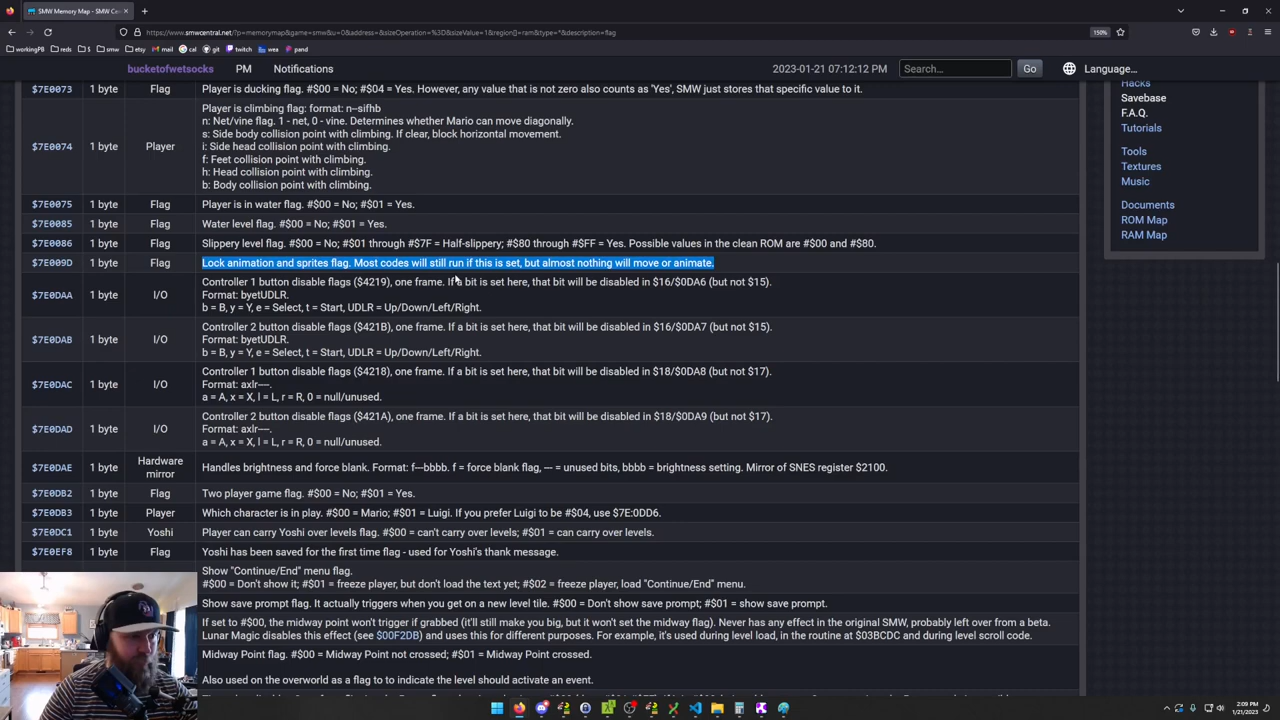 SMW Memory Map - SMW Cen
https://www.smwcentral.net/?p=memorymap&game=smw&u=0&address=&sizeOperation=%3D&sizeValue=1&region[]=ram&type=*&description=flag
150%
workingPB reds S smw etsy mail cal git twitch wea pand
bucketofwetsocks PM Notifications 2023-01-21 07:12:12 PM Search... Go Language...
$7E0073 1 byte Flag Player is ducking flag. #$00 = No; #$04 = Yes. However, any value that is not zero also counts as 'Yes', SMW just stores that specific value to it.
Player is climbing flag: format: n--sifhb
n: Net/vine flag. 1 - net, 0 - vine. Determines whether Mario can move diagonally.
s: Side body collision point with climbing. If clear, block horizontal movement.
$7E0074 1 byte Player i: Side head collision point with climbing.
f: Feet collision point with climbing.
h: Head collision point with climbing.
b: Body collision point with climbing.
$7E0075 1 byte Flag Player is in water flag. #$00 = No; #$01 = Yes.
$7E0085 1 byte Flag Water level flag. #$00 = No; #$01 = Yes.
$7E0086 1 byte Flag Slippery level flag. #$00 = No; #$01 through #$7F = Half-slippery; #$80 through #$FF = Yes. Possible values in the clean ROM are #$00 and #$80.
$7E009D 1 byte Flag Lock animation and sprites flag. Most codes will still run if this is set, but almost nothing will move or animate.
Controller 1 button disable flags ($4219), one frame. If a bit is set here, that bit will be disabled in $16/$0DA6 (but not $15).
$7E0DAA 1 byte I/O Format: byetUDLR.
b = B, y = Y, e = Select, t = Start, UDLR = Up/Down/Left/Right.
Controller 2 button disable flags ($421B), one frame. If a bit is set here, that bit will be disabled in $16/$0DA7 (but not $15).
$7E0DAB 1 byte I/O Format: byetUDLR.
b = B, y = Y, e = Select, t = Start, UDLR = Up/Down/Left/Right.
Controller 1 button disable flags ($4218), one frame. If a bit is set here, that bit will be disabled in $18/$0DA8 (but not $17).
$7E0DAC 1 byte I/O Format: axlr----.
a = A, x = X, l = L, r = R, 0 = null/unused.
Controller 2 button disable flags ($421A), one frame. If a bit is set here, that bit will be disabled in $18/$0DA9 (but not $17).
$7E0DAD 1 byte I/O Format: axlr----.
a = A, x = X, l = L, r = R, 0 = null/unused.
$7E0DAE 1 byte Hardware mirror Handles brightness and force blank. Format: f---bbbb. f = force blank flag, --- = unused bits, bbbb = brightness setting. Mirror of SNES register $2100.
$7E0DB2 1 byte Flag Two player game flag. #$00 = No; #$01 = Yes.
$7E0DB3 1 byte Player Which character is in play. #$00 = Mario; #$01 = Luigi. If you prefer Luigi to be #$04, use $7E:0DD6.
$7E0DC1 1 byte Yoshi Player can carry Yoshi over levels flag. #$00 = can't carry over levels; #$01 = can carry over levels.
$7E0EF8 1 byte Flag Yoshi has been saved for the first time flag - used for Yoshi's thank message.
Show "Continue/End" menu flag.
#$00 = Don't show it; #$01 = freeze player, but don't load the text yet; #$02 = freeze player, load "Continue/End" menu.
Show save prompt flag. It actually triggers when you get on a new level tile. #$00 = Don't show save prompt; #$01 = show save prompt.
If set to #$00, the midway point won't trigger if grabbed (it'll still make you big, but it won't set the midway flag). Never has any effect in the original SMW, probably left over from a beta.
Lunar Magic disables this effect (see $00F2DB) and uses this for different purposes. For example, it's used during level load, in the routine at $03BCDC and during level scroll code.
Midway Point flag. #$00 = Midway Point not crossed; #$01 = Midway Point crossed.
Also used on the overworld as a flag to to indicate the level should activate an event.
Hacks
Savebase
F.A.Q.
Tutorials
Tools
Textures
Music
Documents
ROM Map
RAM Map
2:09 PM
1/21/2023